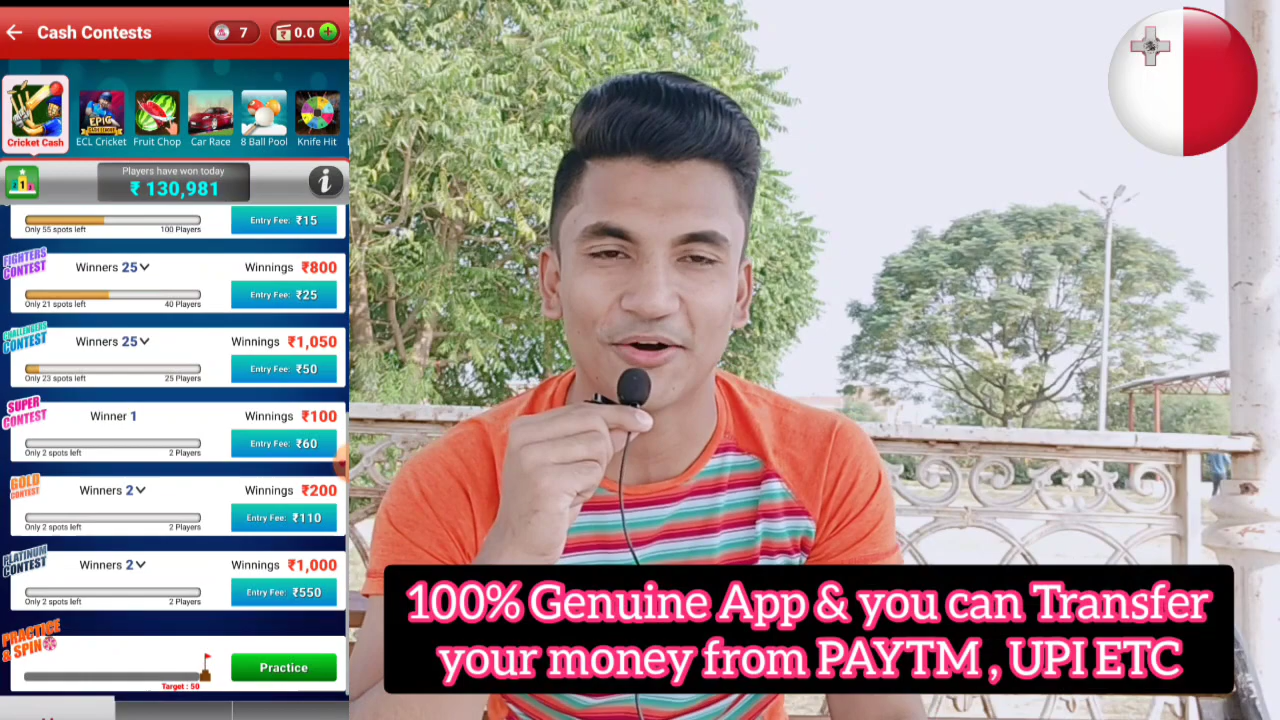 Cash Contests
7
0.0
Cricket Cash
EPIC
ECL Cricket
Fruit Chop
Car Race
8 Ball Pool
Knife Hit
Players have won today
₹ 130,981
Only 55 spots left
100 Players
Entry Fee: ₹15
FIGHTERS
CONTEST
Winners 25
Winnings ₹800
Only 21 spots left
40 Players
Entry Fee: ₹25
CHALLENGERS
CONTEST
Winners 25
Winnings ₹1,050
Only 23 spots left
25 Players
Entry Fee: ₹50
SUPER
CONTEST
Winner 1
Winnings ₹100
Only 2 spots left
2 Players
Entry Fee: ₹60
GOLD
CONTEST
Winners 2
Winnings ₹200
Only 2 spots left
2 Players
Entry Fee: ₹110
PLATINUM
CONTEST
Winners 2
Winnings ₹1,000
Only 2 spots left
2 Players
Entry Fee: ₹550
PRACTICE
& SPIN
Target : 50
Practice
100% Genuine App & you can Transfer
your money from PAYTM , UPI ETC